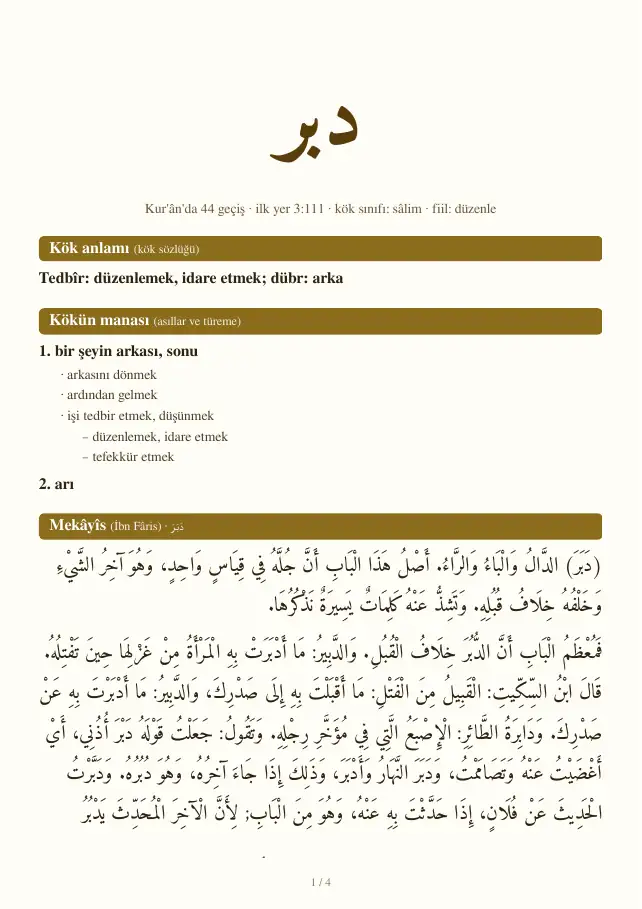 دبر
Kur'ân'da 44 geçiş · ilk yer 3:111 · kök sınıfı: sâlim · fiil: düzenle
Kök anlamı (kök sözlüğü)
Tedbîr: düzenlemek, idare etmek; dübr: arka
Kökün manası (asıllar ve türeme)
1. bir şeyin arkası, sonu
· arkasını dönmek
· ardından gelmek
· işi tedbir etmek, düşünmek
– düzenlemek, idare etmek
– tefekkür etmek
2. arı
Mekâyîs (İbn Fâris) · دَبَرَ
(دَبَرَ) الدَّالُ وَالْبَاءُ وَالرَّاءُ. أَصْلُ هَذَا الْبَابِ أَنَّ جُلَّهُ فِي قِيَاسٍ وَاحِدٍ، وَهُوَ آخِرُ الشَّيْءِ
وَخَلْفُهُ خِلَافُ قُبُلِهِ. وَتَشِذُّ عَنْهُ كَلِمَاتٌ يَسِيرَةٌ نَذْكُرُهَا.
فَمُعْظَمُ الْبَابِ أَنَّ الدُّبُرَ خِلَافُ الْقُبُلِ. وَالدَّبِيرُ: مَا أَدْبَرَتْ بِهِ الْمَرْأَةُ مِنْ غَزْلِهَا حِينَ تَفْتِلُهُ.
قَالَ ابْنُ السِّكِّيتِ: الْقَبِيلُ مِنَ الْفَتْلِ: مَا أَقْبَلْتَ بِهِ إِلَى صَدْرِكَ، وَالدَّبِيرُ: مَا أَدْبَرْتَ بِهِ عَنْ
صَدْرِكَ. وَدَابِرَةُ الطَّائِرِ: الْإِصْبَعُ الَّتِي فِي مُؤَخَّرِ رِجْلِهِ. وَتَقُولُ: جَعَلْتُ قَوْلَهُ دَبْرَ أُذُنِي، أَيْ
أَغْضَيْتُ عَنْهُ وَتَصَامَمْتُ، وَدَبَرَ النَّهَارُ وَأَدْبَرَ، وَذَلِكَ إِذَا جَاءَ آخِرُهُ، وَهُوَ دُبُرُهُ. وَدَبَّرْتُ
الْحَدِيثَ عَنْ فُلَانٍ، إِذَا حَدَّثْتَ بِهِ عَنْهُ، وَهُوَ مِنَ الْبَابِ; لِأَنَّ الْآخِرَ الْمُحَدِّثَ يَدْبُرُ
1 / 4